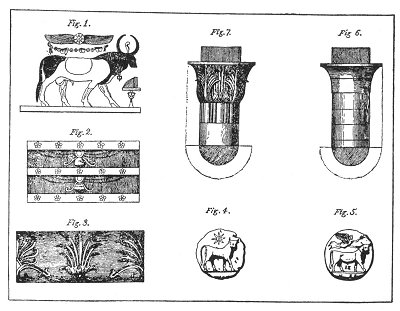 Fig. 1.
Fig. 7.
Fig. 6.
Fig. 2.
Fig. 3.
Fig. 4.
Fig. 5.